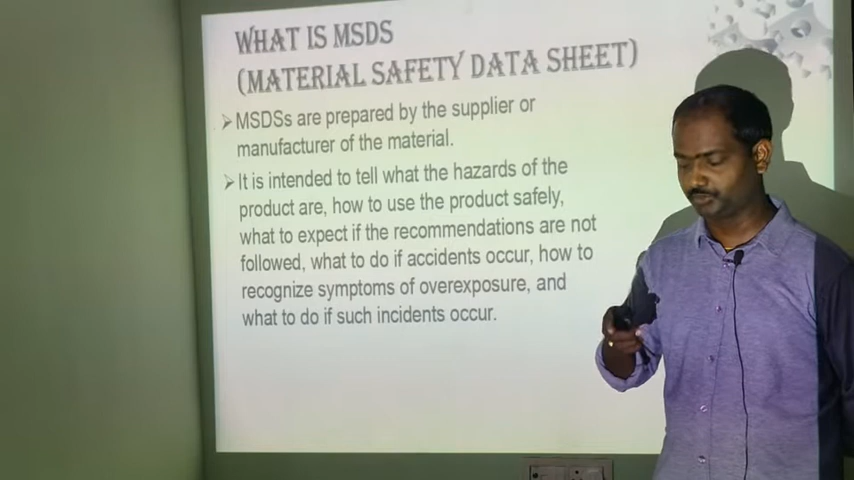 WHAT IS MSDS
(MATERIAL SAFETY DATA SHEET)
MSDSs are prepared by the supplier or
manufacturer of the material.
It is intended to tell what the hazards of the
product are, how to use the product safely,
what to expect if the recommendations are not
followed, what to do if accidents occur, how to
recognize symptoms of overexposure, and
what to do if such incidents occur.